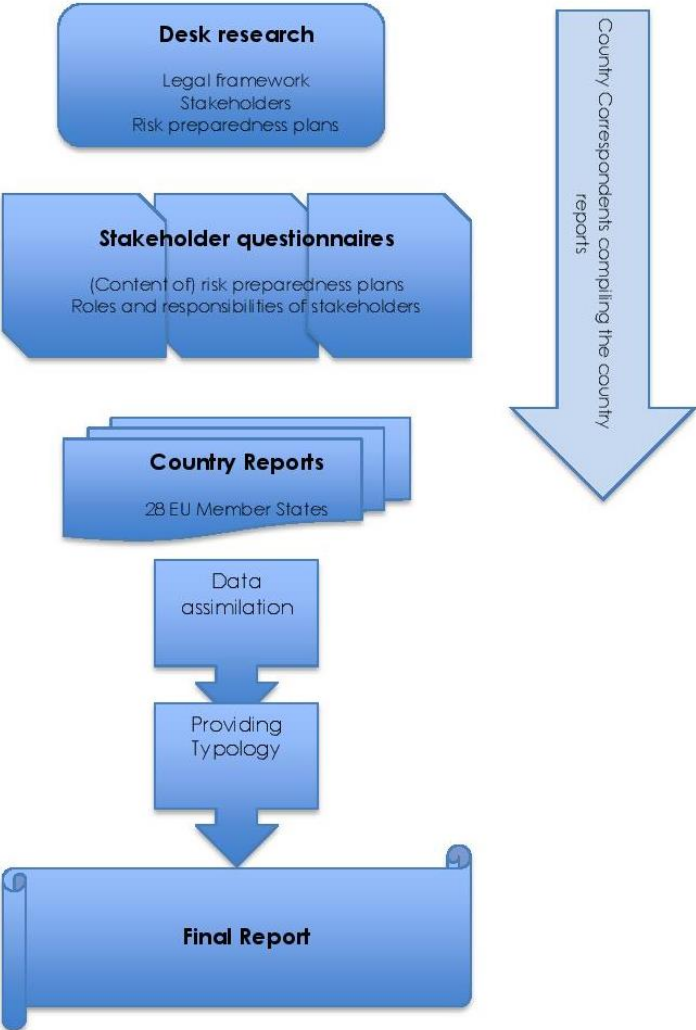 Desk research
Legal framework
Stakeholders
Risk preparedness plans
Country Correspondents compiling the country
reports
Stakeholder questionnaires
(Content of) risk preparedness plans
Roles and responsibilities of stakeholders
Country Reports
28 EU Member States
Data
assimilation
Providing
Typology
Final Report